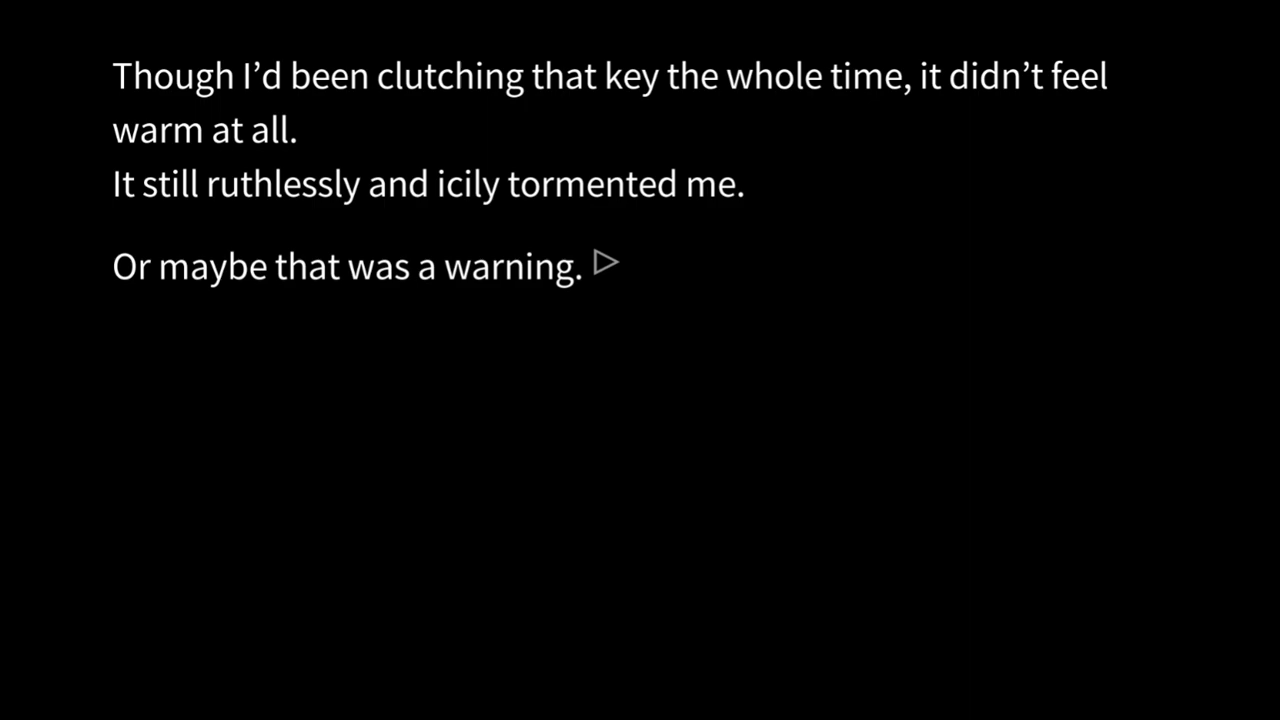 Though I’d been clutching that key the whole time, it didn’t feel
warm at all.
It still ruthlessly and icily tormented me.
Or maybe that was a warning.